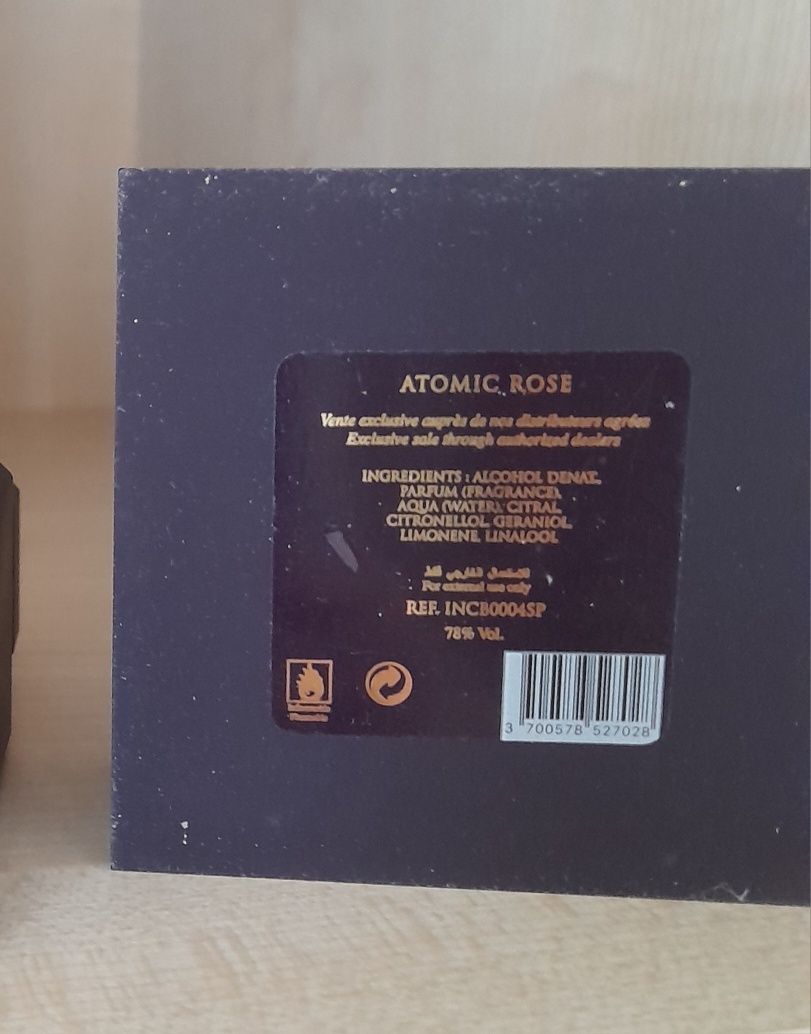 ATOMIC ROSE
Vente exclusive auprès de nos distributeurs agrées
Exclusive sale through authorized dealers
INGREDIENTS : ALCOHOL DENAT.,
PARFUM (FRAGRANCE),
AQUA (WATER), CITRAL,
CITRONELLOL, GERANIOL,
LIMONENE, LINALOOL
For external use only
REF. INCB0004SP
78% Vol.
3 700578 527028